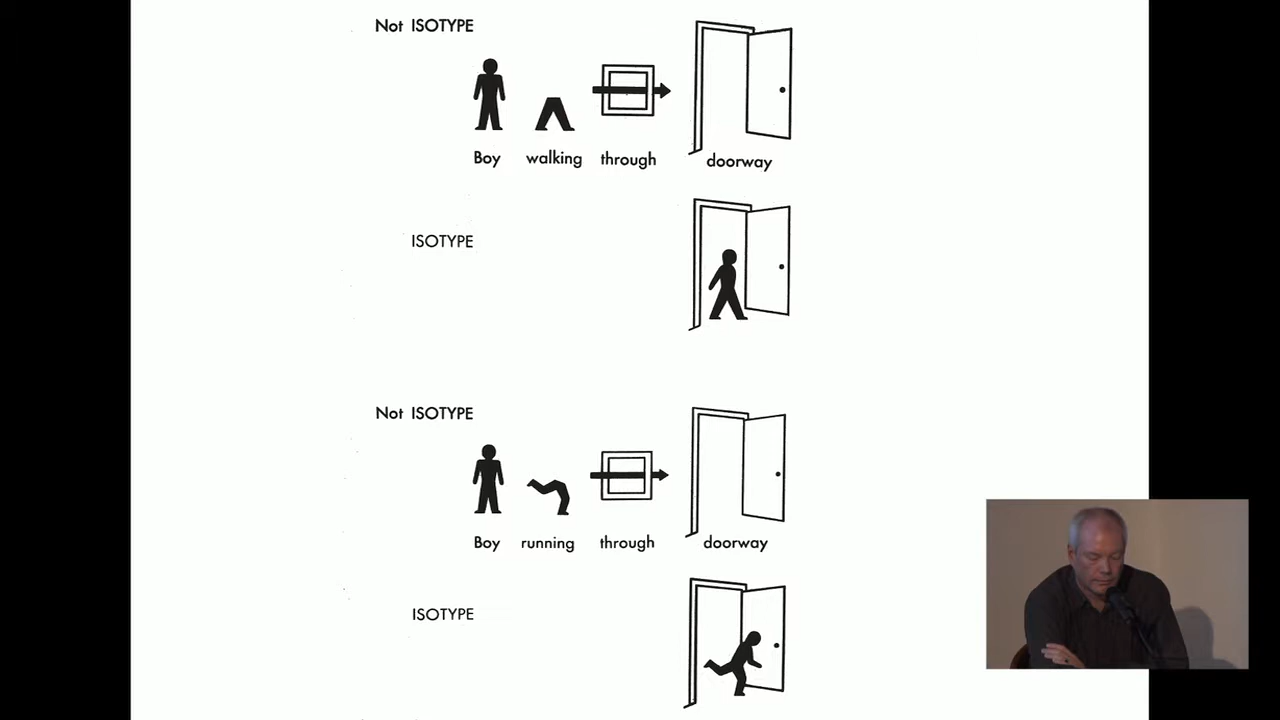 Not ISOTYPE
Boy walking through doorway
ISOTYPE
Not ISOTYPE
Boy running through doorway
ISOTYPE